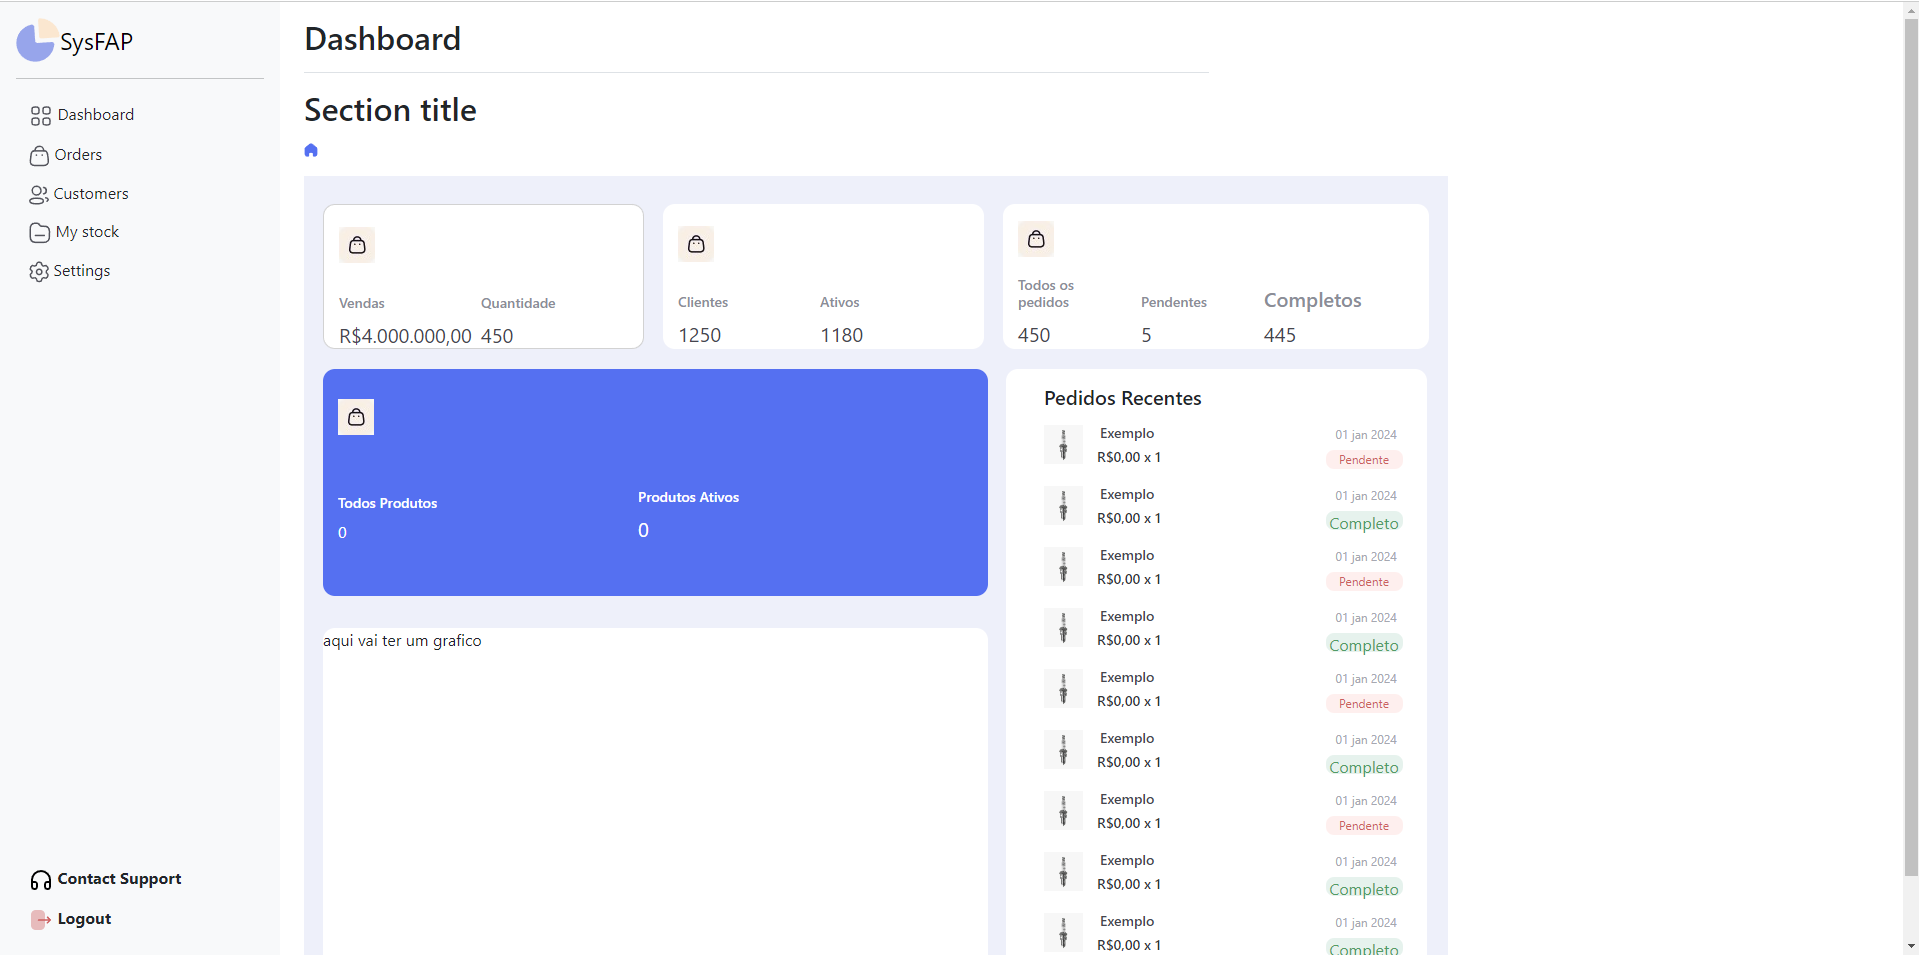 SysFAP
Dashboard
Orders
Customers
My stock
Settings
Contact Support
Logout
Dashboard
Section title
Vendas Quantidade
R$4.000.000,00 450
Clientes Ativos
1250 1180
Todos os
pedidos Pendentes Completos
450 5 445
Todos Produtos Produtos Ativos
0 0
aqui vai ter um grafico
Pedidos Recentes
Exemplo 01 jan 2024
R$0,00 x 1 Pendente
Exemplo 01 jan 2024
R$0,00 x 1 Completo
Exemplo 01 jan 2024
R$0,00 x 1 Pendente
Exemplo 01 jan 2024
R$0,00 x 1 Completo
Exemplo 01 jan 2024
R$0,00 x 1 Pendente
Exemplo 01 jan 2024
R$0,00 x 1 Completo
Exemplo 01 jan 2024
R$0,00 x 1 Pendente
Exemplo 01 jan 2024
R$0,00 x 1 Completo
Exemplo 01 jan 2024
R$0,00 x 1 Completo